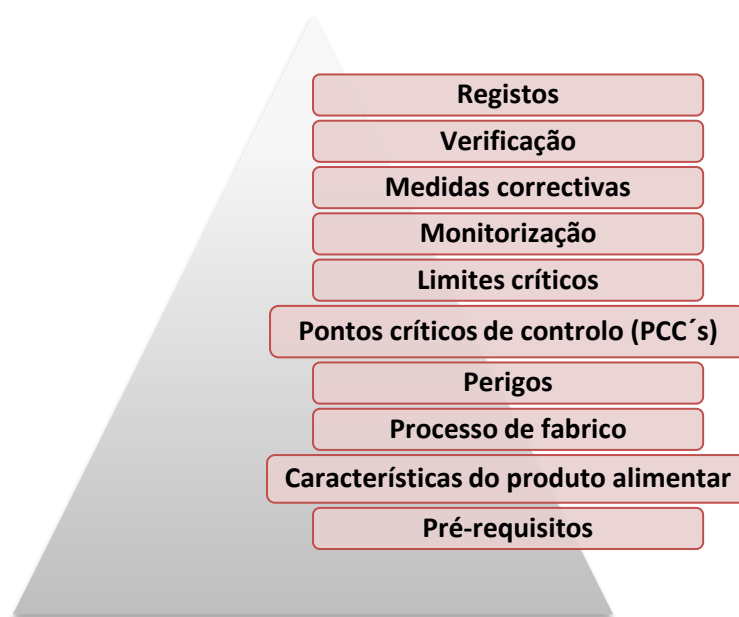 Registos
Verificação
Medidas correctivas
Monitorização
Limites críticos
Pontos críticos de controlo (PCC´s)
Perigos
Processo de fabrico
Características do produto alimentar
Pré-requisitos